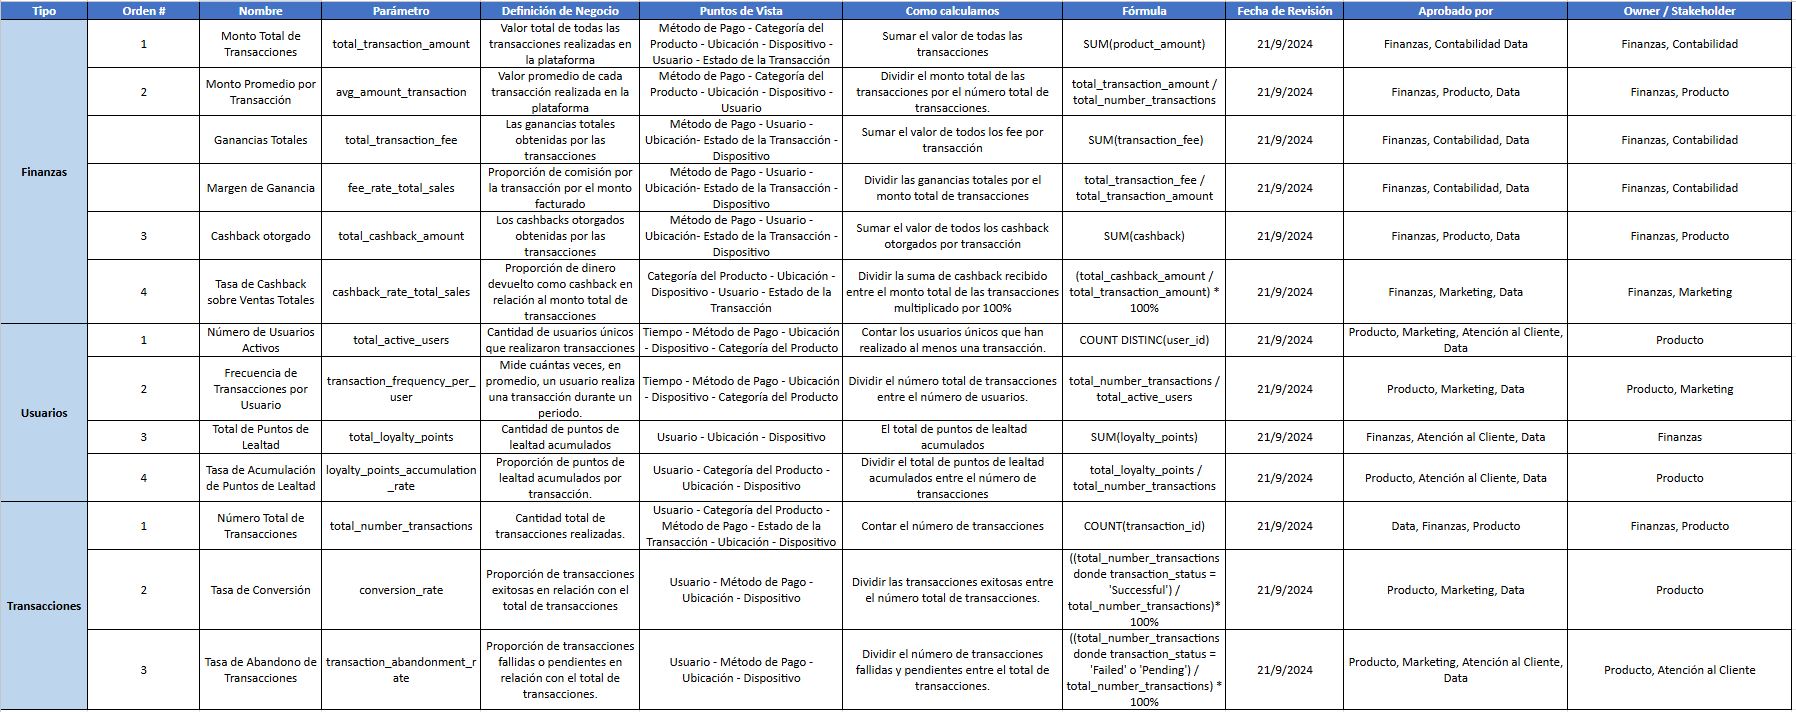 Tipo Orden # Nombre Parámetro Definición de Negocio Puntos de Vista Como calculamos Fórmula Fecha de Revisión Aprobado por Owner / Stakeholder
Finanzas
1
Monto Total de
Transacciones
total_transaction_amount
Valor total de todas las
transacciones realizadas en
la plataforma
Método de Pago - Categoría del
Producto - Ubicación - Dispositivo -
Usuario - Estado de la Transacción
Sumar el valor de todas las
transacciones
SUM(product_amount)
21/9/2024
Finanzas, Contabilidad Data
Finanzas, Contabilidad
2
Monto Promedio por
Transacción
avg_amount_transaction
Valor promedio de cada
transacción realizada en la
plataforma
Método de Pago - Categoría del
Producto - Ubicación - Dispositivo -
Usuario
Dividir el monto total de las
transacciones por el número total de
transacciones.
total_transaction_amount /
total_number_transactions
21/9/2024
Finanzas, Producto, Data
Finanzas, Producto
Ganancias Totales
total_transaction_fee
Las ganancias totales
obtenidas por las
transacciones
Método de Pago - Usuario -
Ubicación- Estado de la Transacción -
Dispositivo
Sumar el valor de todos los fee por
transacción
SUM(transaction_fee)
21/9/2024
Finanzas, Contabilidad, Data
Finanzas, Contabilidad
Margen de Ganancia
fee_rate_total_sales
Proporción de comisión por
la transacción por el monto
facturado
Método de Pago - Usuario -
Ubicación- Estado de la Transacción -
Dispositivo
Dividir las ganancias totales por el
monto total de transacciones
total_transaction_fee /
total_transaction_amount
21/9/2024
Finanzas, Contabilidad, Data
Finanzas, Contabilidad
3
Cashback otorgado
total_cashback_amount
Los cashbacks otorgados
obtenidas por las
transacciones
Método de Pago - Usuario -
Ubicación- Estado de la Transacción -
Dispositivo
Sumar el valor de todos los cashback
otorgados por transacción
SUM(cashback)
21/9/2024
Finanzas, Producto, Data
Finanzas, Producto
4
Tasa de Cashback
sobre Ventas Totales
cashback_rate_total_sales
Proporción de dinero
devuelto como cashback en
relación al monto total de
transacciones
Categoría del Producto - Ubicación -
Dispositivo - Usuario - Estado de la
Transacción
Dividir la suma de cashback recibido
entre el monto total de las transacciones
multiplicado por 100%
(total_cashback_amount /
total_transaction_amount) *
100%
21/9/2024
Finanzas, Marketing, Data
Finanzas, Marketing
Usuarios
1
Número de Usuarios
Activos
total_active_users
Cantidad de usuarios únicos
que realizaron transacciones
Tiempo - Método de Pago - Ubicación
- Dispositivo - Categoría del Producto
Contar los usuarios únicos que han
realizado al menos una transacción.
COUNT DISTINC(user_id)
21/9/2024
Producto, Marketing, Atención al Cliente,
Data
Producto
2
Frecuencia de
Transacciones por
Usuario
transaction_frequency_per_
user
Mide cuántas veces, en
promedio, un usuario realiza
una transacción durante un
periodo.
Tiempo - Método de Pago - Ubicación
- Dispositivo - Categoría del Producto
Dividir el número total de transacciones
entre el número de usuarios.
total_number_transactions /
total_active_users
21/9/2024
Producto, Marketing, Data
Producto, Marketing
3
Total de Puntos de
Lealtad
total_loyalty_points
Cantidad de puntos de
lealtad acumulados
Usuario - Ubicación - Dispositivo
El total de puntos de lealtad
acumulados
SUM(loyalty_points)
21/9/2024
Finanzas, Atención al Cliente, Data
Finanzas
4
Tasa de Acumulación
de Puntos de Lealtad
loyalty_points_accumulation
_rate
Proporción de puntos de
lealtad acumulados por
transacción.
Usuario - Categoría del Producto -
Ubicación - Dispositivo
Dividir el total de puntos de lealtad
acumulados entre el número de
transacciones
total_loyalty_points /
total_number_transactions
21/9/2024
Producto, Atención al Cliente, Data
Producto
Transacciones
1
Número Total de
Transacciones
total_number_transactions
Cantidad total de
transacciones realizadas.
Usuario - Categoría del Producto -
Método de Pago - Estado de la
Transacción - Ubicación - Dispositivo
Contar el número de transacciones
COUNT(transaction_id)
21/9/2024
Data, Finanzas, Producto
Finanzas, Producto
2
Tasa de Conversión
conversion_rate
Proporción de transacciones
exitosas en relación con el
total de transacciones
Usuario - Método de Pago -
Ubicación - Dispositivo
Dividir las transacciones exitosas entre
el número total de transacciones.
((total_number_transactions
donde transaction_status =
'Successful') /
total_number_transactions)*
100%
21/9/2024
Producto, Marketing, Data
Producto
3
Tasa de Abandono de
Transacciones
transaction_abandonment_r
ate
Proporción de transacciones
fallidas o pendientes en
relación con el total de
transacciones.
Usuario - Método de Pago -
Ubicación - Dispositivo
Dividir el número de transacciones
fallidas y pendientes entre el total de
transacciones.
((total_number_transactions
donde transaction_status =
'Failed' o 'Pending') /
total_number_transactions) *
100%
21/9/2024
Producto, Marketing, Atención al Cliente,
Data
Producto, Atención al Cliente